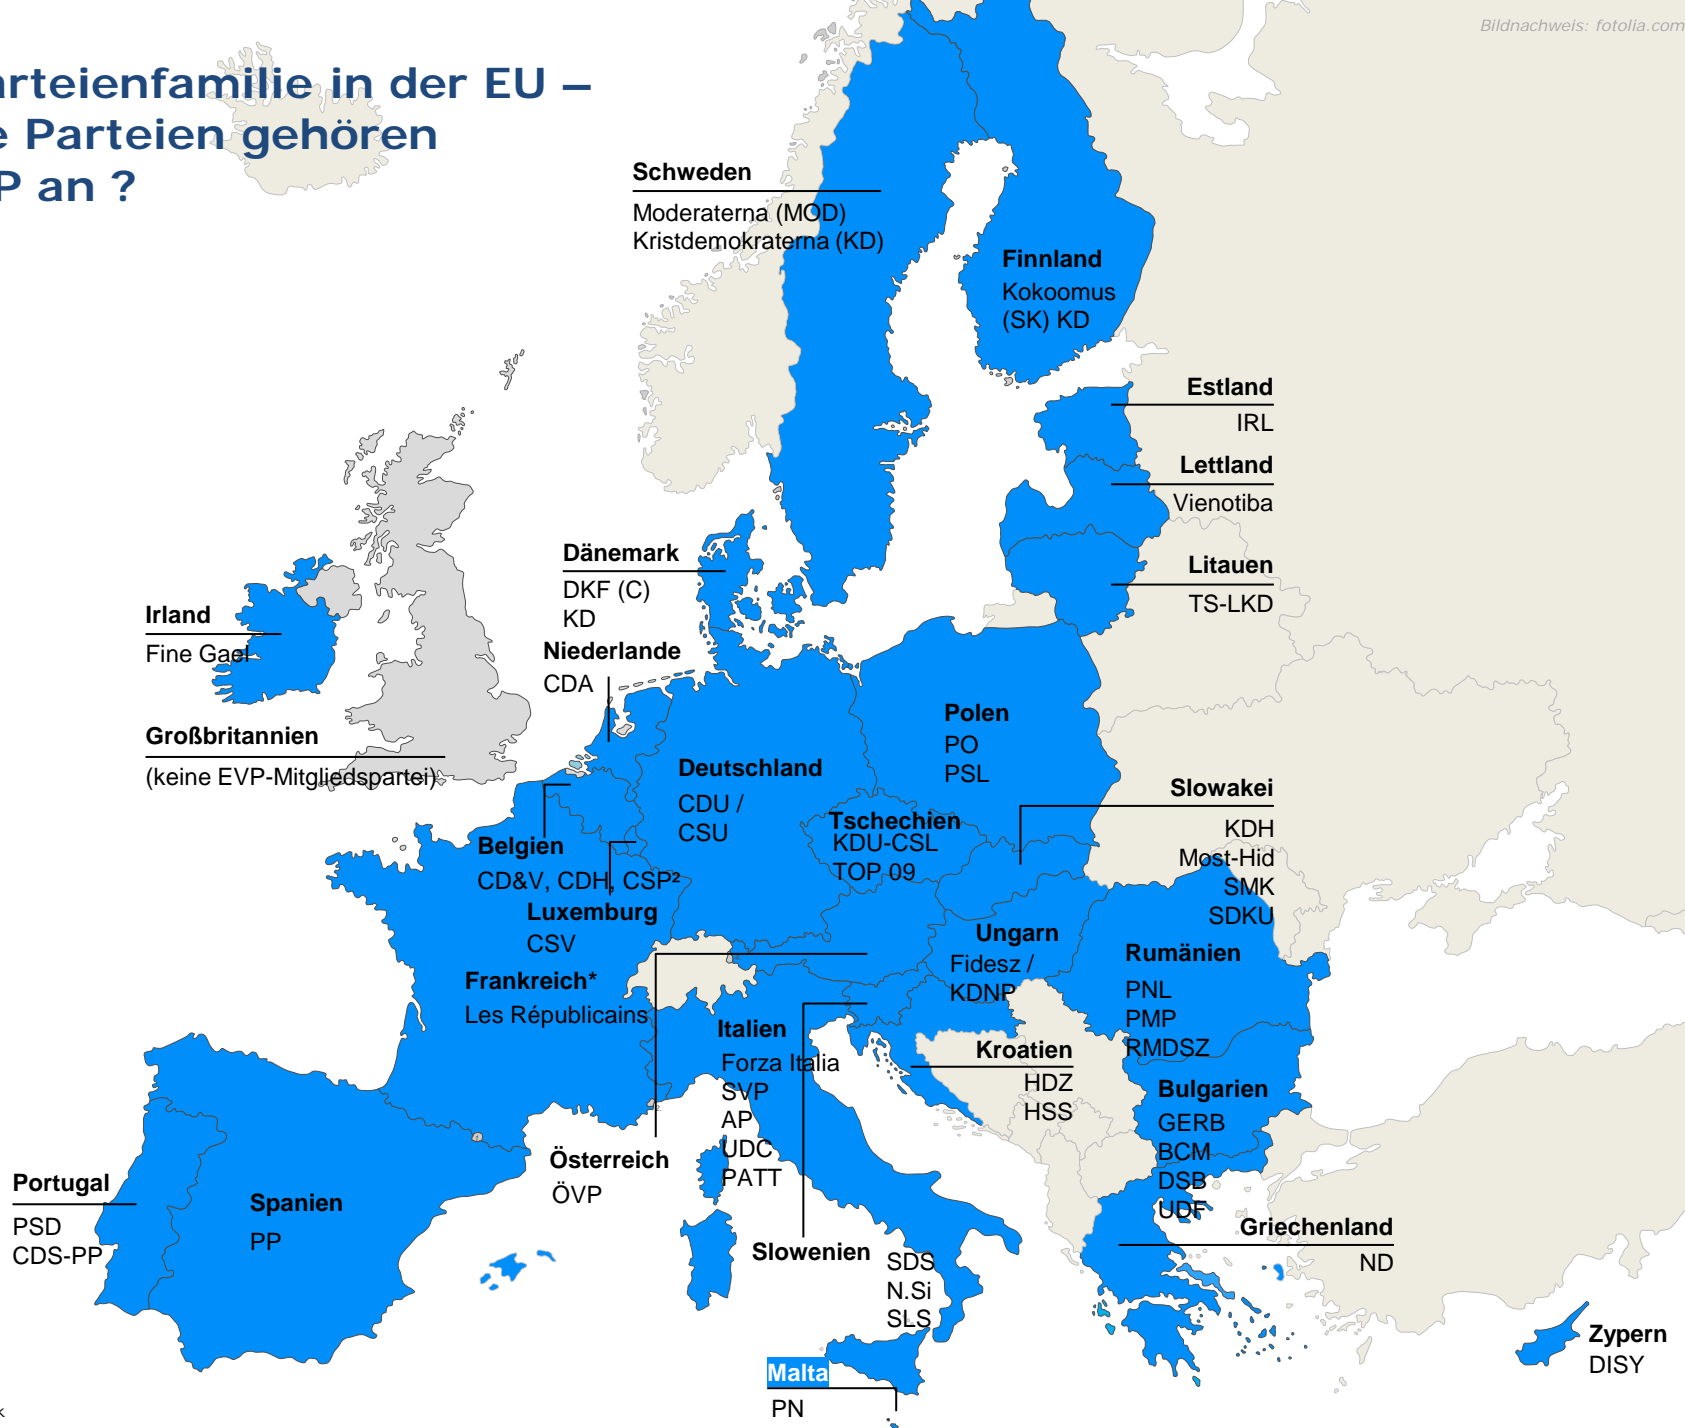 Bildnachweis: fotolia.com
arteienfamilie in der EU –
e Parteien gehören
P an ?
Schweden
Moderaterna (MOD)
Kristdemokraterna (KD)
Finnland
Kokoomus
(SK) KD
Estland
IRL
Lettland
Vienotiba
Litauen
TS-LKD
Dänemark
DKF (C)
KD
Irland
Fine Gael
Niederlande
CDA
Großbritannien
(keine EVP-Mitgliedspartei)
Polen
PO
PSL
Deutschland
CDU /
CSU
Slowakei
KDH
Most-Hid
SMK
SDKU
Tschechien
KDU-CSL
TOP 09
Belgien
CD&V, CDH, CSP²
Luxemburg
CSV
Frankreich*
Les Républicains
Ungarn
Fidesz /
KDNP
Rumänien
PNL
PMP
RMDSZ
Italien
Forza Italia
SVP
AP
UDC
PATT
Kroatien
HDZ
HSS
Bulgarien
GERB
BCM
DSB
UDF
Österreich
ÖVP
Portugal
PSD
CDS-PP
Spanien
PP
Slowenien
SDS
N.Si
SLS
Griechenland
ND
Zypern
DISY
Malta
PN
k